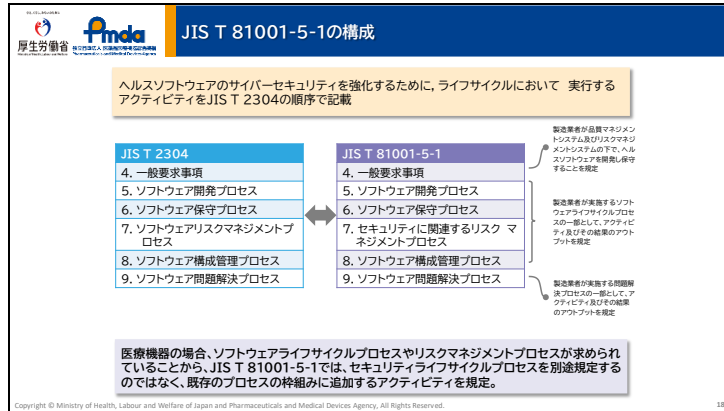 厚生労働省
Pmda
独立行政法人 医薬品医療機器総合機構
Pharmaceuticals and Medical Devices Agency
JIS T 81001-5-1の構成
ヘルスソフトウェアのサイバーセキュリティを強化するために, ライフサイクルにおいて 実行する
アクティビティをJIS T 2304の順序で記載
JIS T 2304
4. 一般要求事項
5. ソフトウェア開発プロセス
6. ソフトウェア保守プロセス
7. ソフトウェアリスクマネジメントプ
ロセス
8. ソフトウェア構成管理プロセス
9. ソフトウェア問題解決プロセス
JIS T 81001-5-1
4. 一般要求事項
5. ソフトウェア開発プロセス
6. ソフトウェア保守プロセス
7. セキュリティに関連するリスク マ
ネジメントプロセス
8. ソフトウェア構成管理プロセス
9. ソフトウェア問題解決プロセス
製造業者が品質マネジメン
トシステム及びリスクマネジ
メントシステムの下で、ヘル
スソフトウェアを開発し保守
することを規定
製造業者が実施するソフト
ウェアライフサイクルプロセ
スの一部として、アクティビ
ティ及びその結果のアウト
プットを規定
製造業者が実施する問題解
決プロセスの一部として、ア
クティビティ及びその結果
のアウトプットを規定
医療機器の場合、ソフトウェアライフサイクルプロセスやリスクマネジメントプロセスが求められ
ていることから、JIS T 81001-5-1では、セキュリティライフサイクルプロセスを別途規定する
のではなく、既存のプロセスの枠組みに追加するアクティビティを規定。
Copyright © Ministry of Health, Labour and Welfare of Japan and Pharmaceuticals and Medical Devices Agency, All Rights Reserved.
18